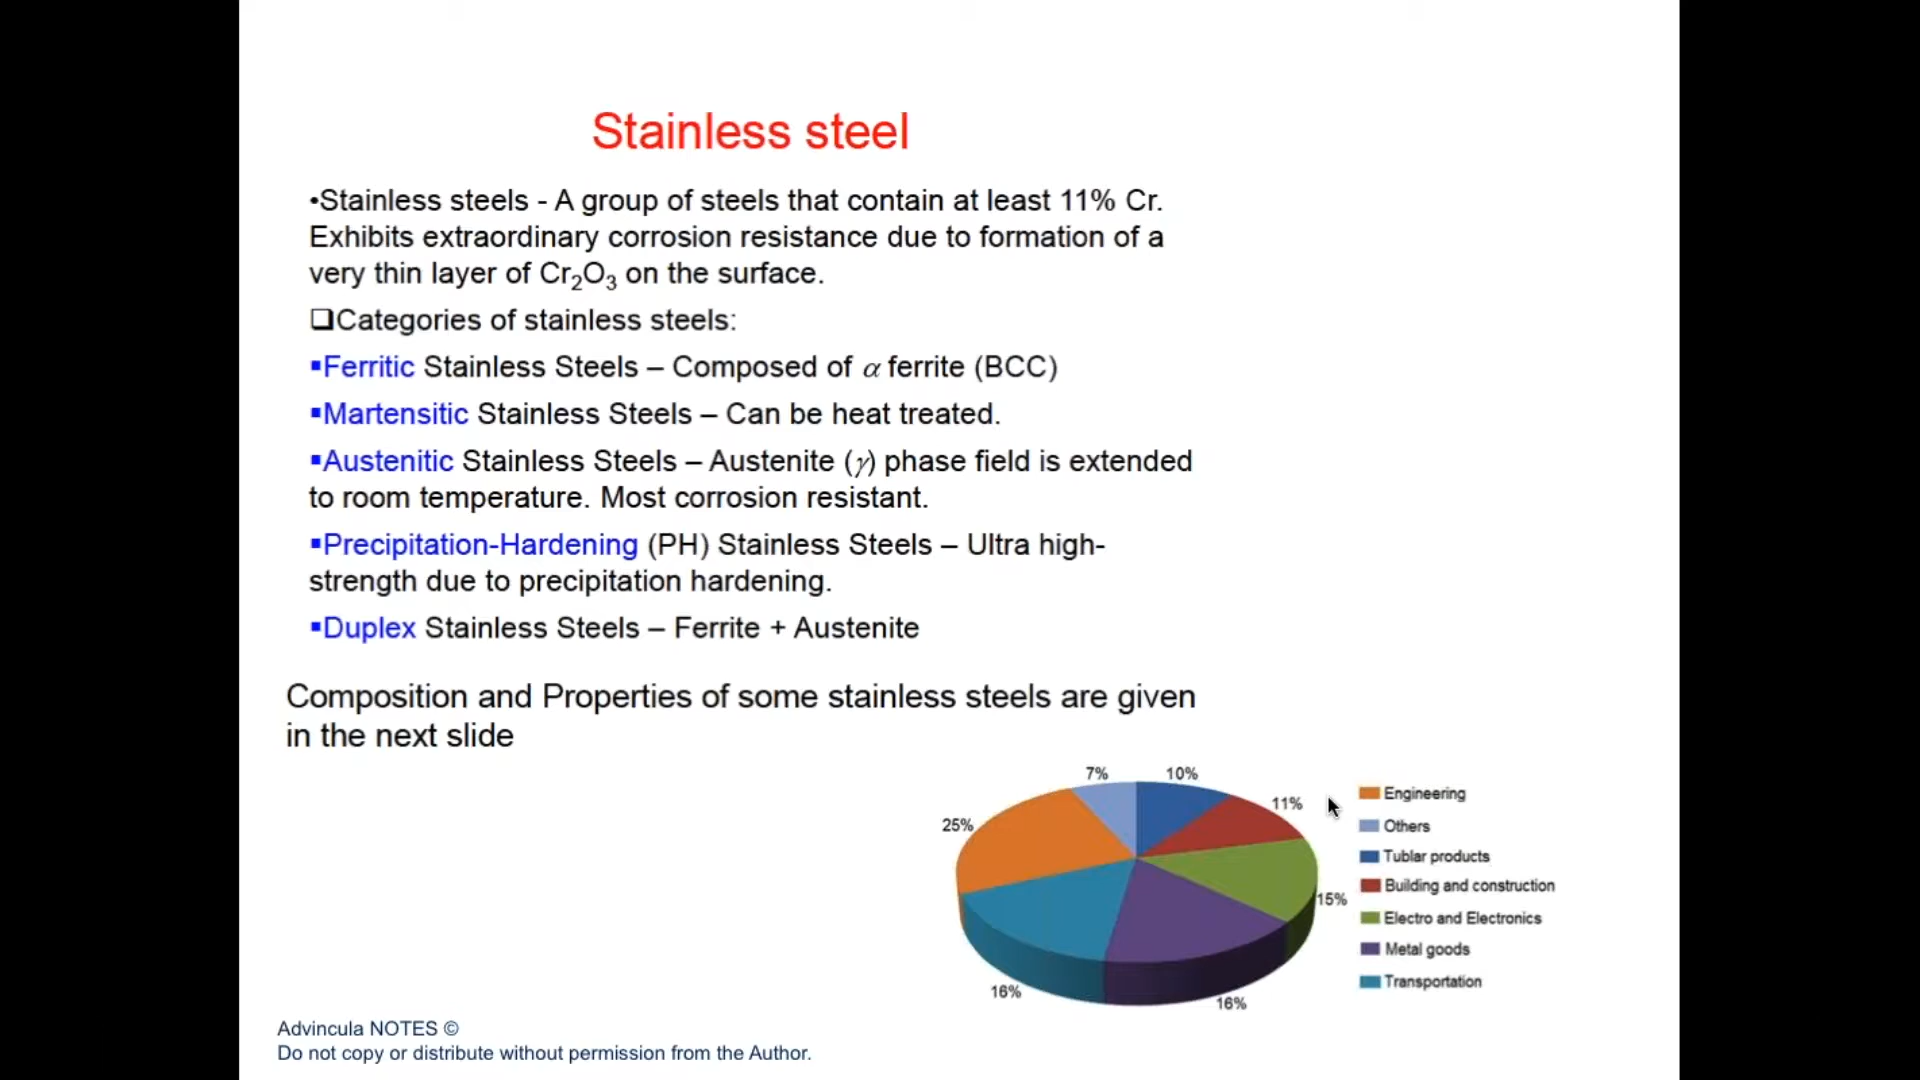 Stainless steel
•Stainless steels - A group of steels that contain at least 11% Cr.
Exhibits extraordinary corrosion resistance due to formation of a
very thin layer of Cr₂O₃ on the surface.
❑Categories of stainless steels:
▪Ferritic Stainless Steels – Composed of α ferrite (BCC)
▪Martensitic Stainless Steels – Can be heat treated.
▪Austenitic Stainless Steels – Austenite (γ) phase field is extended
to room temperature. Most corrosion resistant.
▪Precipitation-Hardening (PH) Stainless Steels – Ultra high-
strength due to precipitation hardening.
▪Duplex Stainless Steels – Ferrite + Austenite
Composition and Properties of some stainless steels are given
in the next slide
7%
10%
11%
25%
15%
16%
16%
Engineering
Others
Tublar products
Building and construction
Electro and Electronics
Metal goods
Transportation
Advincula NOTES ©
Do not copy or distribute without permission from the Author.